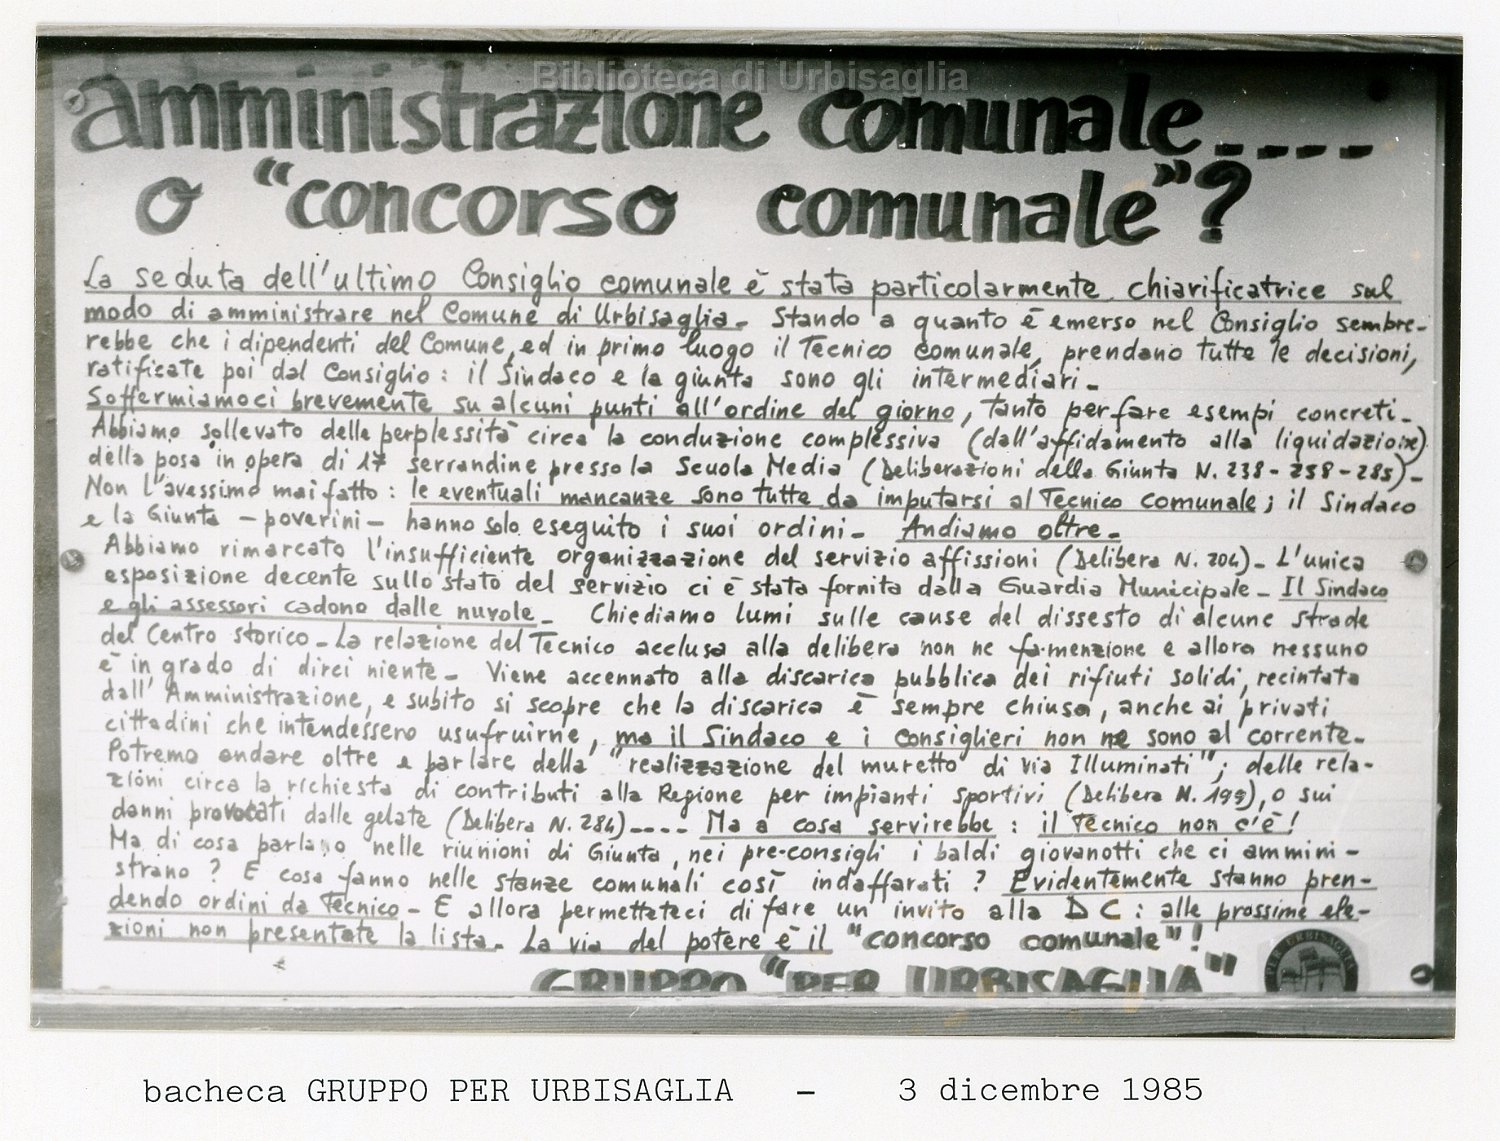 Biblioteca di Urbisaglia
amministrazione comunale....
o "concorso comunale"?
La seduta dell'ultimo Consiglio comunale è stata particolarmente chiarificatrice sul
modo di amministrare nel Comune di Urbisaglia. Stando a quanto è emerso nel Consiglio sembre-
rebbe che i dipendenti del Comune, ed in primo luogo il Tecnico comunale, prendano tutte le decisioni,
ratificate poi dal Consiglio: il Sindaco e la giunta sono gli intermediari.
Soffermiamoci brevemente su alcuni punti all'ordine del giorno, tanto per fare esempi concreti.
Abbiamo sollevato delle perplessità circa la conduzione complessiva (dall'affidamento alla liquidazione)
della posa in opera di 17 serrandine presso la Scuola Media (Deliberazioni della Giunta N. 238-258-285)-
Non l'avessimo mai fatto: le eventuali mancanze sono tutte da imputarsi al Tecnico comunale; il Sindaco
e la Giunta - poverini - hanno solo eseguito i suoi ordini. Andiamo oltre.
Abbiamo rimarcato l'insufficiente organizzazione del servizio affissioni (Delibera N. 204)- L'unica
esposizione decente sullo stato del servizio ci è stata fornita dalla Guardia Municipale. Il Sindaco
e gli assessori cadono dalle nuvole. Chiediamo lumi sulle cause del dissesto di alcune strade
del Centro storico. La relazione del Tecnico acclusa alla delibera non ne fa menzione e allora nessuno
è in grado di dirci niente. Viene accennato alla discarica pubblica dei rifiuti solidi, recintata
dall'Amministrazione, e subito si scopre che la discarica è sempre chiusa, anche ai privati
cittadini che intendessero usufruirne, ma il Sindaco e i Consiglieri non ne sono al corrente.
Potremo andare oltre e parlare della "realizzazione del muretto di via Illuminati"; delle rela-
zioni circa la richiesta di contributi alla Regione per impianti sportivi (Delibera N. 199), o sui
danni provocati dalle gelate (Delibera N. 284).... Ma a cosa servirebbe: il Tecnico non c'è!
Ma di cosa parlano nelle riunioni di Giunta, nei pre-consigli i baldi giovanotti che ci ammini-
strano? E cosa fanno nelle stanze comunali così indaffarati? Evidentemente stanno pren-
dendo ordini da Tecnico- E allora permetteteci di fare un invito alla DC: alle prossime ele-
zioni non presentate la lista. La via del potere è il "concorso comunale"!
GRUPPO "PER URBISAGLIA"
PER URBISAGLIA
bacheca GRUPPO PER URBISAGLIA - 3 dicembre 1985